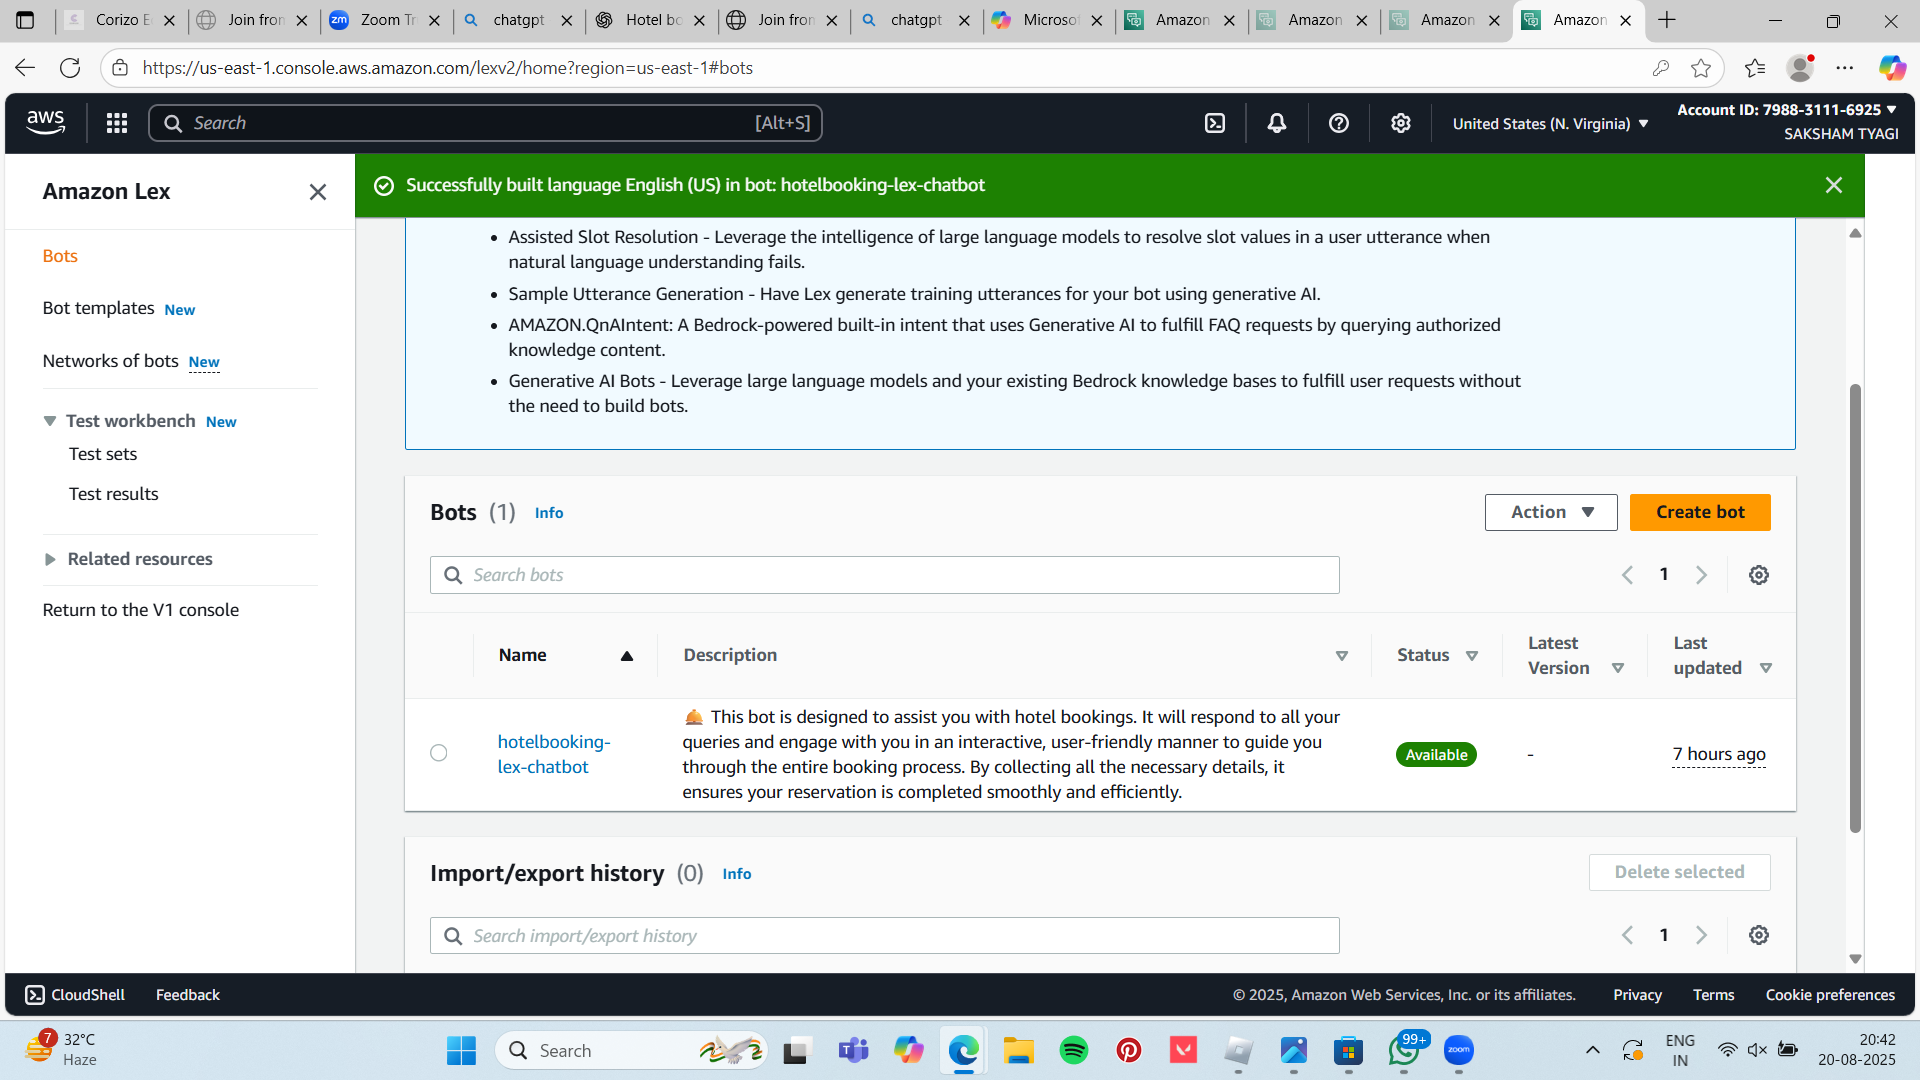 Corizo E
Join from
Zoom Tr
chatgpt
Hotel bo
Join from
chatgpt
Microsof
Amazon
Amazon
Amazon
Amazon
https://us-east-1.console.aws.amazon.com/lexv2/home?region=us-east-1#bots
aws
Search
[Alt+S]
United States (N. Virginia)
Account ID: 7988-3111-6925
SAKSHAM TYAGI
Amazon Lex
Bots
Bot templates New
Networks of bots New
Test workbench New
Test sets
Test results
Related resources
Return to the V1 console
Successfully built language English (US) in bot: hotelbooking-lex-chatbot
• Assisted Slot Resolution - Leverage the intelligence of large language models to resolve slot values in a user utterance when
natural language understanding fails.
• Sample Utterance Generation - Have Lex generate training utterances for your bot using generative AI.
• AMAZON.QnAIntent: A Bedrock-powered built-in intent that uses Generative AI to fulfill FAQ requests by querying authorized
knowledge content.
• Generative AI Bots - Leverage large language models and your existing Bedrock knowledge bases to fulfill user requests without
the need to build bots.
Bots (1) Info
Action
Create bot
Search bots
1
Name
Description
Status
Latest
Version
Last
updated
hotelbooking-
lex-chatbot
🛎️ This bot is designed to assist you with hotel bookings. It will respond to all your
queries and engage with you in an interactive, user-friendly manner to guide you
through the entire booking process. By collecting all the necessary details, it
ensures your reservation is completed smoothly and efficiently.
Available
-
7 hours ago
Import/export history (0) Info
Delete selected
Search import/export history
1
CloudShell
Feedback
© 2025, Amazon Web Services, Inc. or its affiliates.
Privacy
Terms
Cookie preferences
7
32°C
Haze
Search
99+
zoom
ENG
IN
20:42
20-08-2025